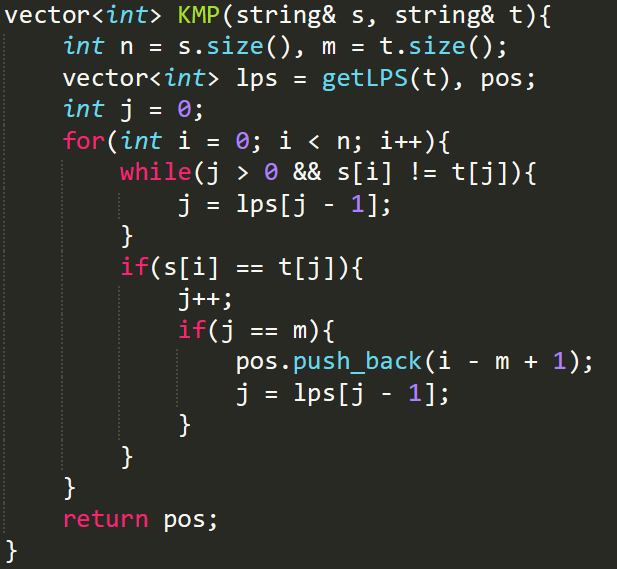 vector<int> KMP(string& s, string& t){
    int n = s.size(), m = t.size();
    vector<int> lps = getLPS(t), pos;
    int j = 0;
    for(int i = 0; i < n; i++){
        while(j > 0 && s[i] != t[j]){
            j = lps[j - 1];
        }
        if(s[i] == t[j]){
            j++;
            if(j == m){
                pos.push_back(i - m + 1);
                j = lps[j - 1];
            }
        }
    }
    return pos;
}